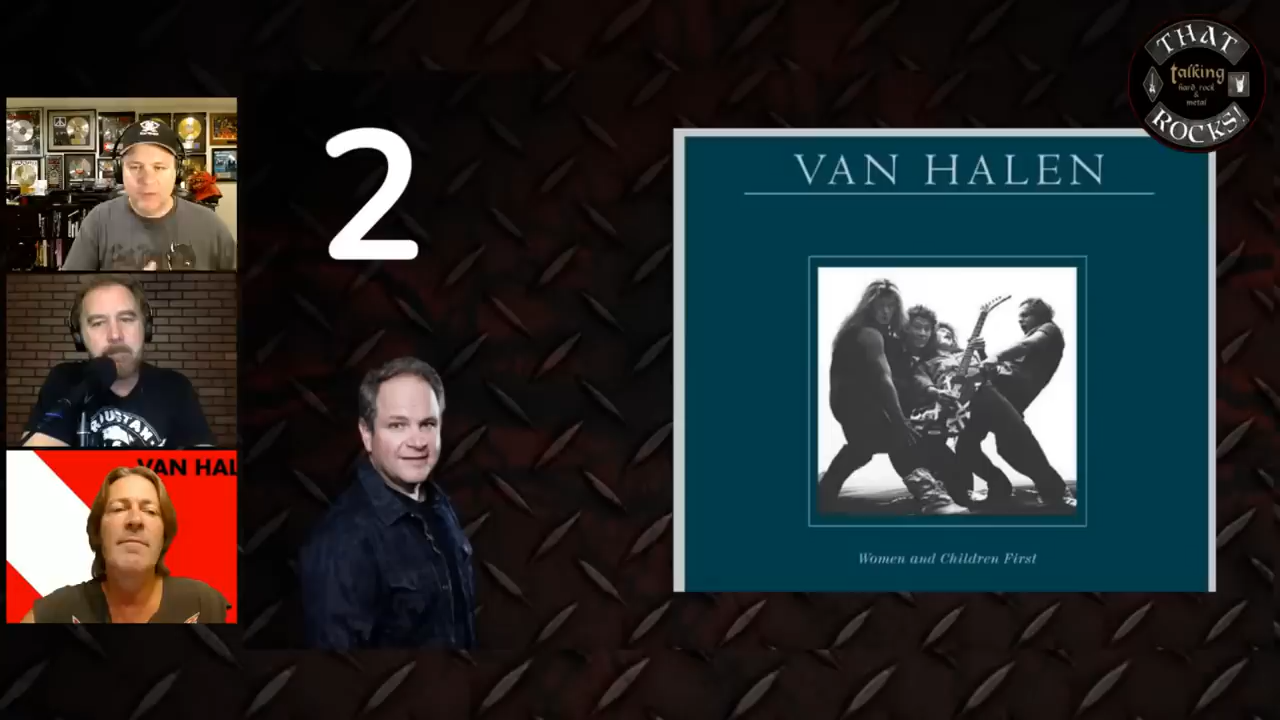 THAT
talking
hard rock
&
metal
ROCKS!
2
VAN HALEN
VAN HAL
Women and Children First